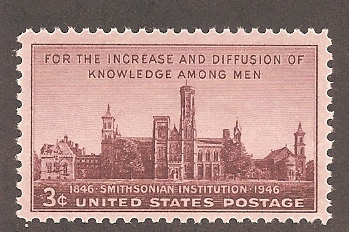 FOR THE INCREASE AND DIFFUSION OF
KNOWLEDGE AMONG MEN
1846 · SMITHSONIAN INSTITUTION · 1946
3¢ UNITED STATES POSTAGE